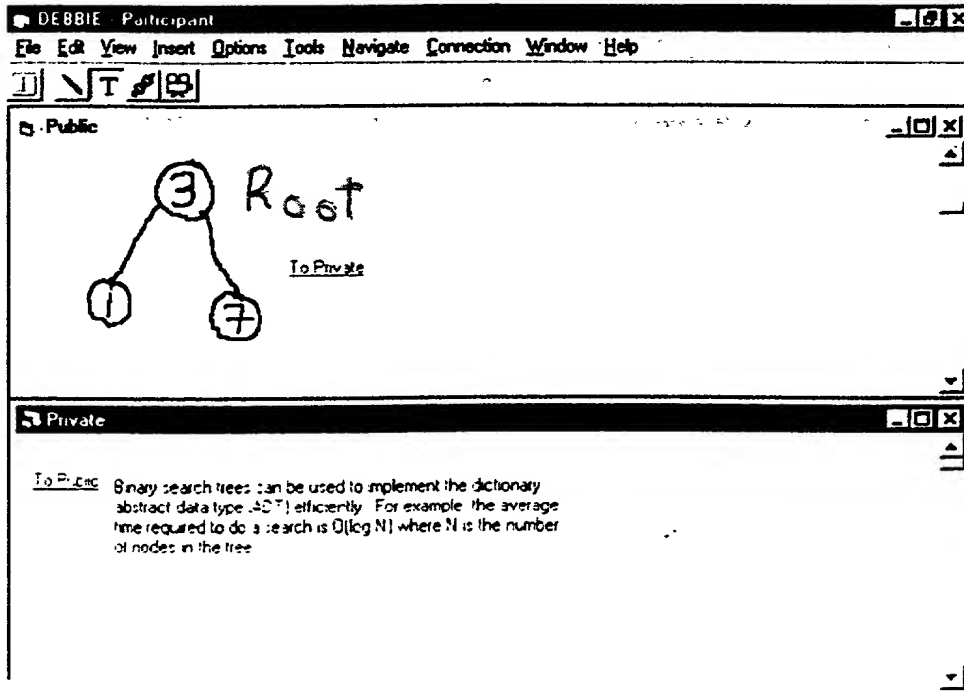 DEBBIE - Participant
File Edit View Insert Options Tools Navigate Connection Window Help
T
Public
3 Root
To Private
1 7
Private
To Public Binary search trees can be used to implement the dictionary
abstract data type (ADT) efficiently. For example the average
time required to do a search is O(log N) where N is the number
of nodes in the tree